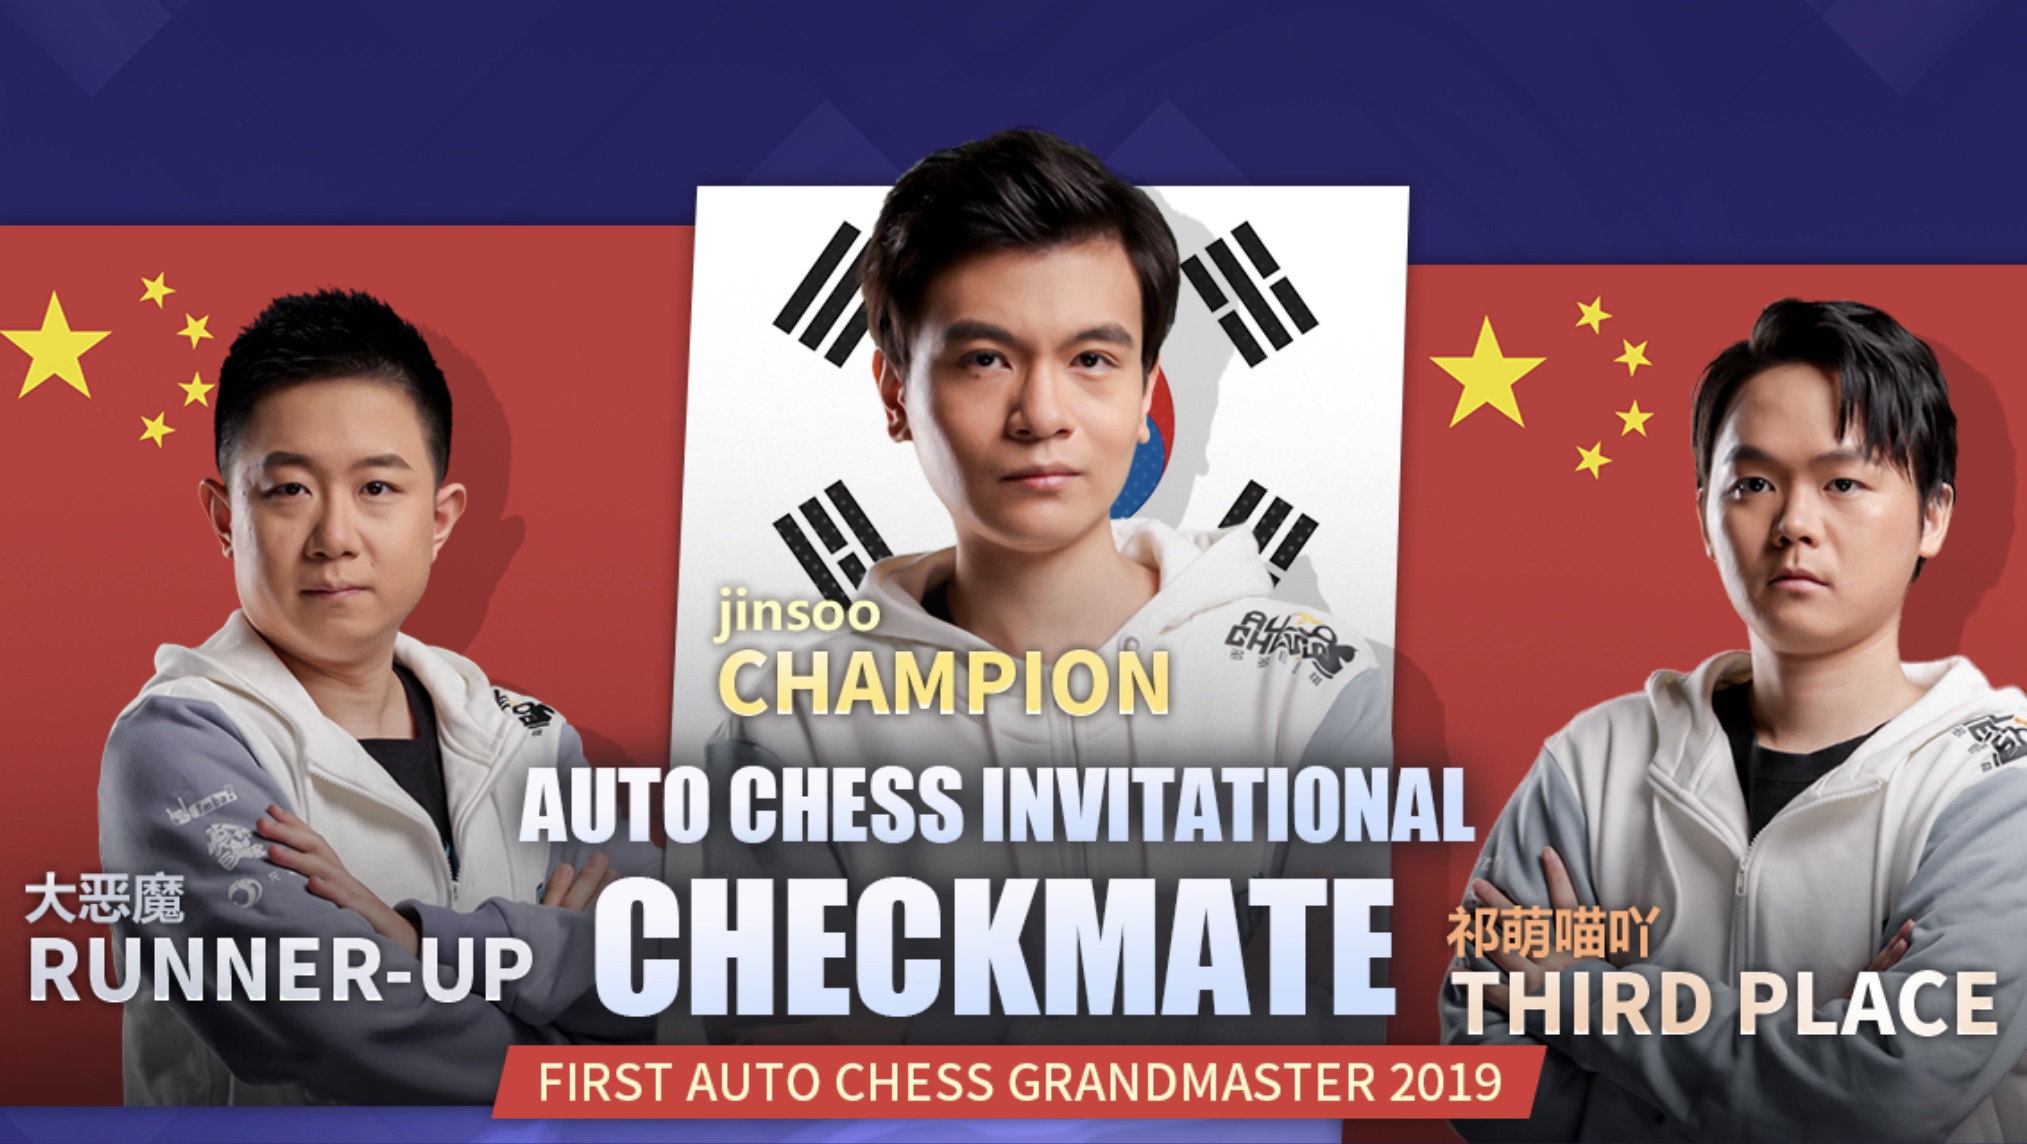 jinsoo
CHAMPION
AUTO CHESS INVITATIONAL
CHECKMATE
大恶魔
RUNNER-UP
祁萌喵吖
THIRD PLACE
FIRST AUTO CHESS GRANDMASTER 2019